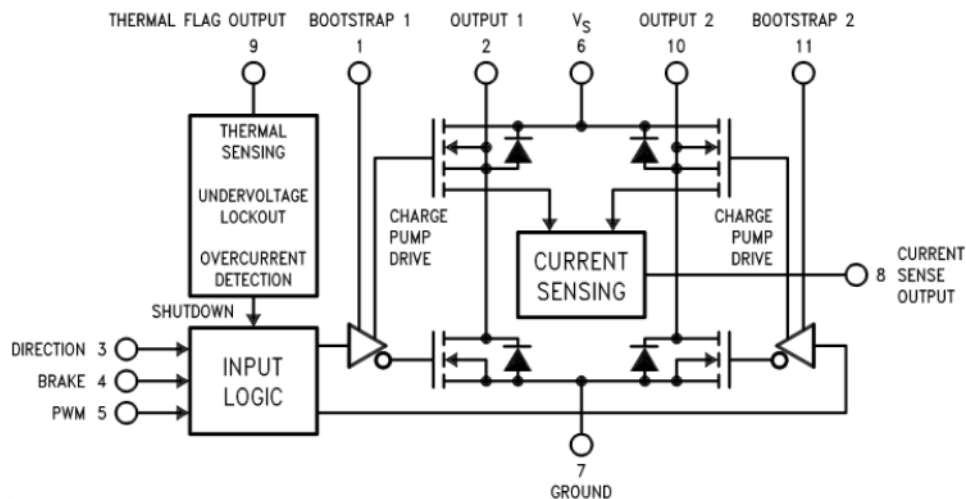 THERMAL FLAG OUTPUT
9
BOOTSTRAP 1
1
OUTPUT 1
2
VS
6
OUTPUT 2
10
BOOTSTRAP 2
11
THERMAL
SENSING
UNDERVOLTAGE
LOCKOUT
OVERCURRENT
DETECTION
SHUTDOWN
CHARGE
PUMP
DRIVE
CURRENT
SENSING
CHARGE
PUMP
DRIVE
8 CURRENT
SENSE
OUTPUT
DIRECTION 3
BRAKE 4
PWM 5
INPUT
LOGIC
7
GROUND